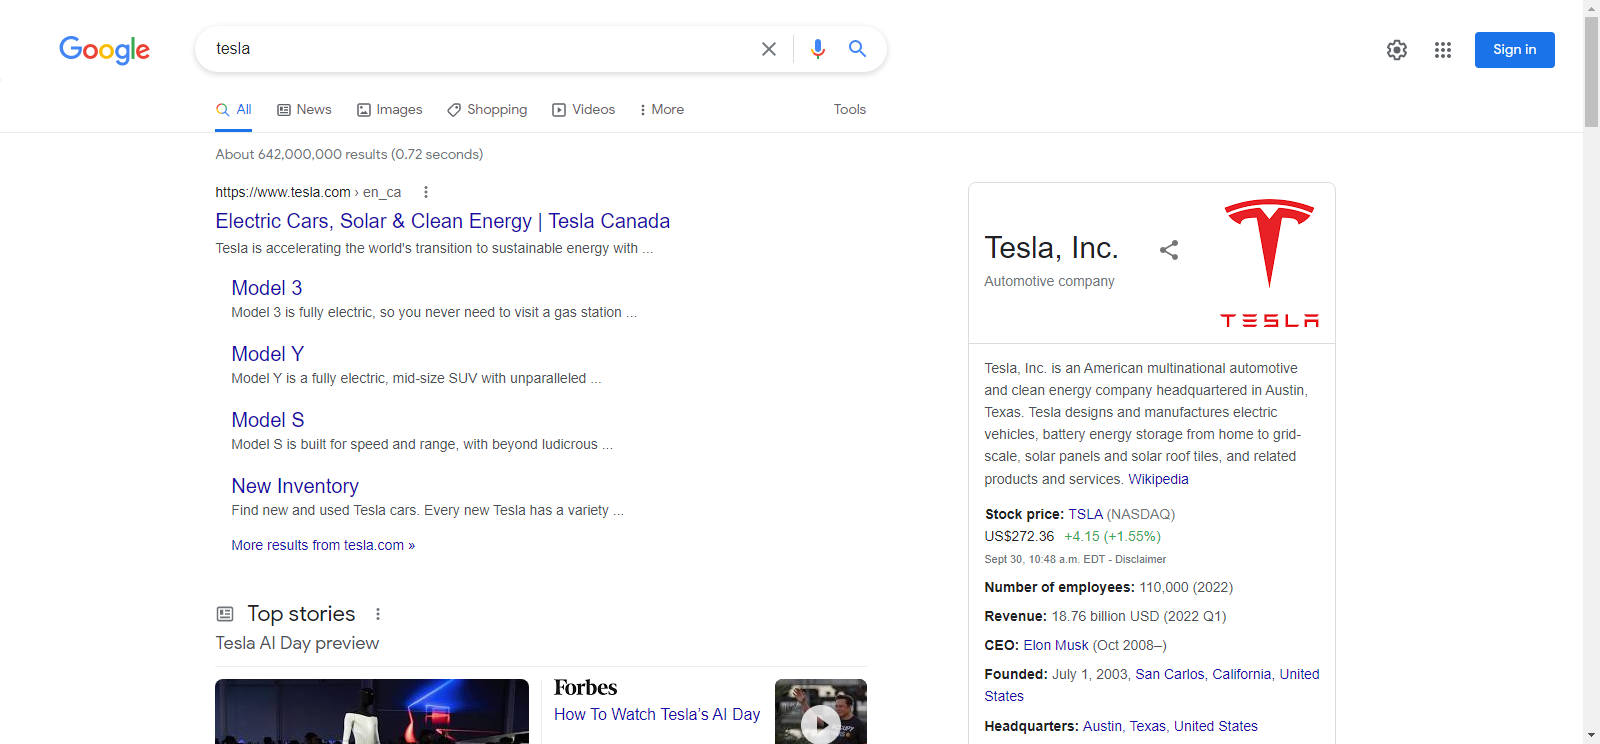 Google
tesla
Sign in
All
News
Images
Shopping
Videos
More
Tools
About 642,000,000 results (0.72 seconds)
https://www.tesla.com › en_ca
Electric Cars, Solar & Clean Energy | Tesla Canada
Tesla is accelerating the world's transition to sustainable energy with ...
Model 3
Model 3 is fully electric, so you never need to visit a gas station ...
Model Y
Model Y is a fully electric, mid-size SUV with unparalleled ...
Model S
Model S is built for speed and range, with beyond ludicrous ...
New Inventory
Find new and used Tesla cars. Every new Tesla has a variety ...
More results from tesla.com »
Top stories
Tesla AI Day preview
Forbes
How To Watch Tesla's AI Day
Tesla, Inc.
Automotive company
TESLA
Tesla, Inc. is an American multinational automotive
and clean energy company headquartered in Austin,
Texas. Tesla designs and manufactures electric
vehicles, battery energy storage from home to grid-
scale, solar panels and solar roof tiles, and related
products and services. Wikipedia
Stock price: TSLA (NASDAQ)
US$272.36 +4.15 (+1.55%)
Sept 30, 10:48 a.m. EDT - Disclaimer
Number of employees: 110,000 (2022)
Revenue: 18.76 billion USD (2022 Q1)
CEO: Elon Musk (Oct 2008–)
Founded: July 1, 2003, San Carlos, California, United
States
Headquarters: Austin, Texas, United States